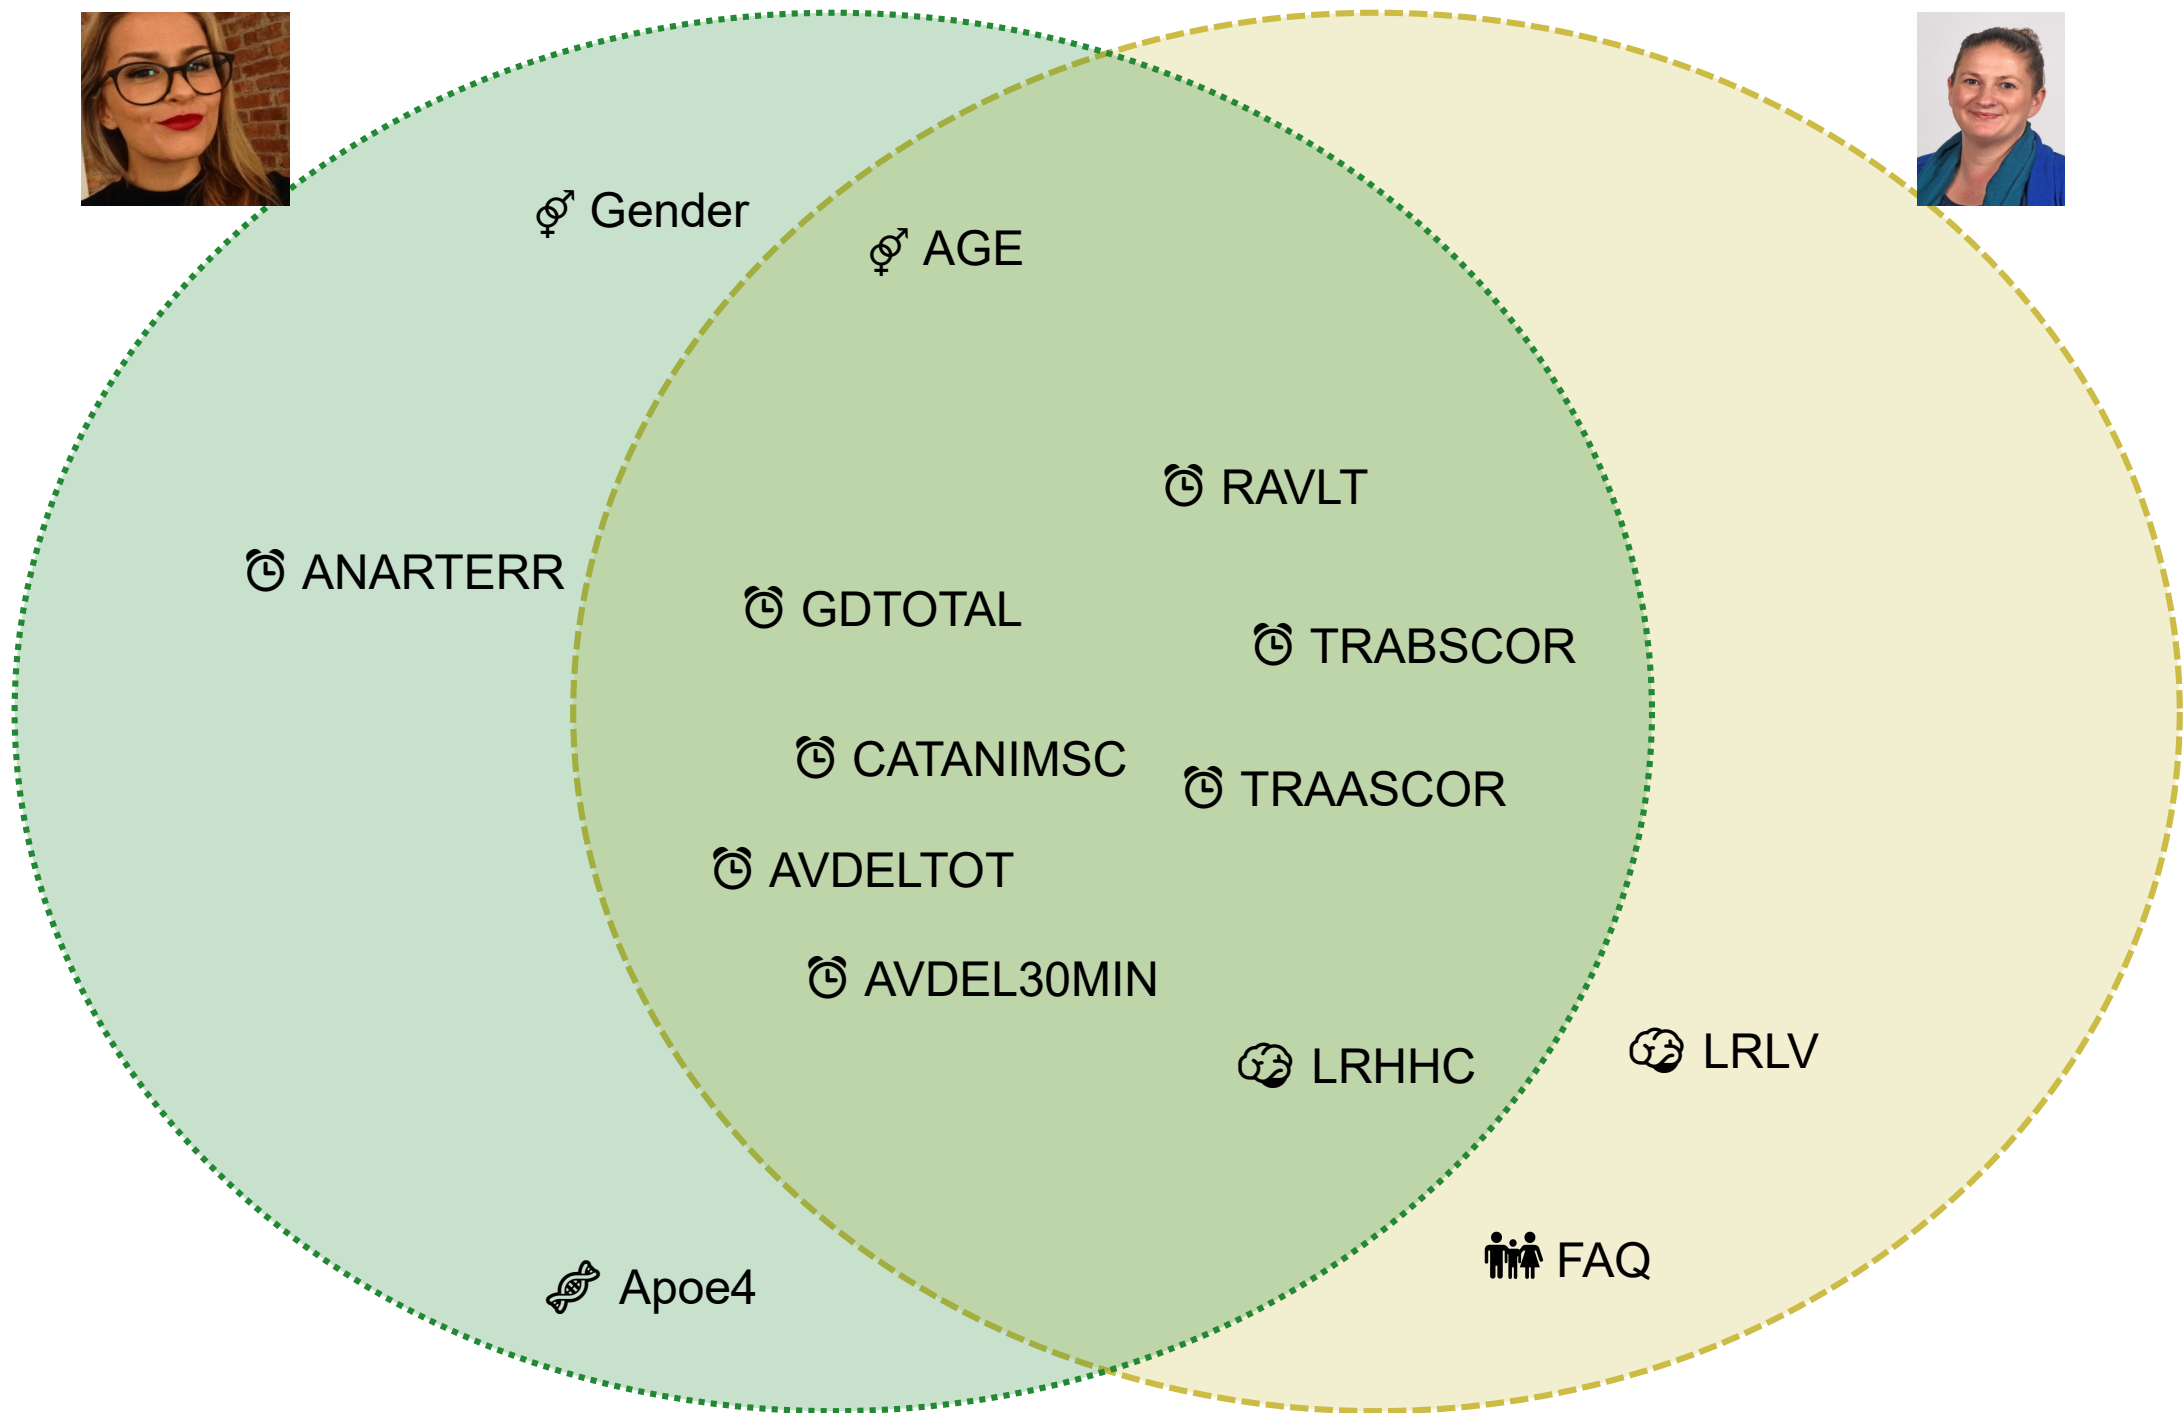 Gender
AGE
RAVLT
ANARTERR
GDTOTAL
TRABSCOR
CATANIMSC
TRAASCOR
AVDELTOT
AVDEL30MIN
LRHHC
LRLV
FAQ
Apoe4